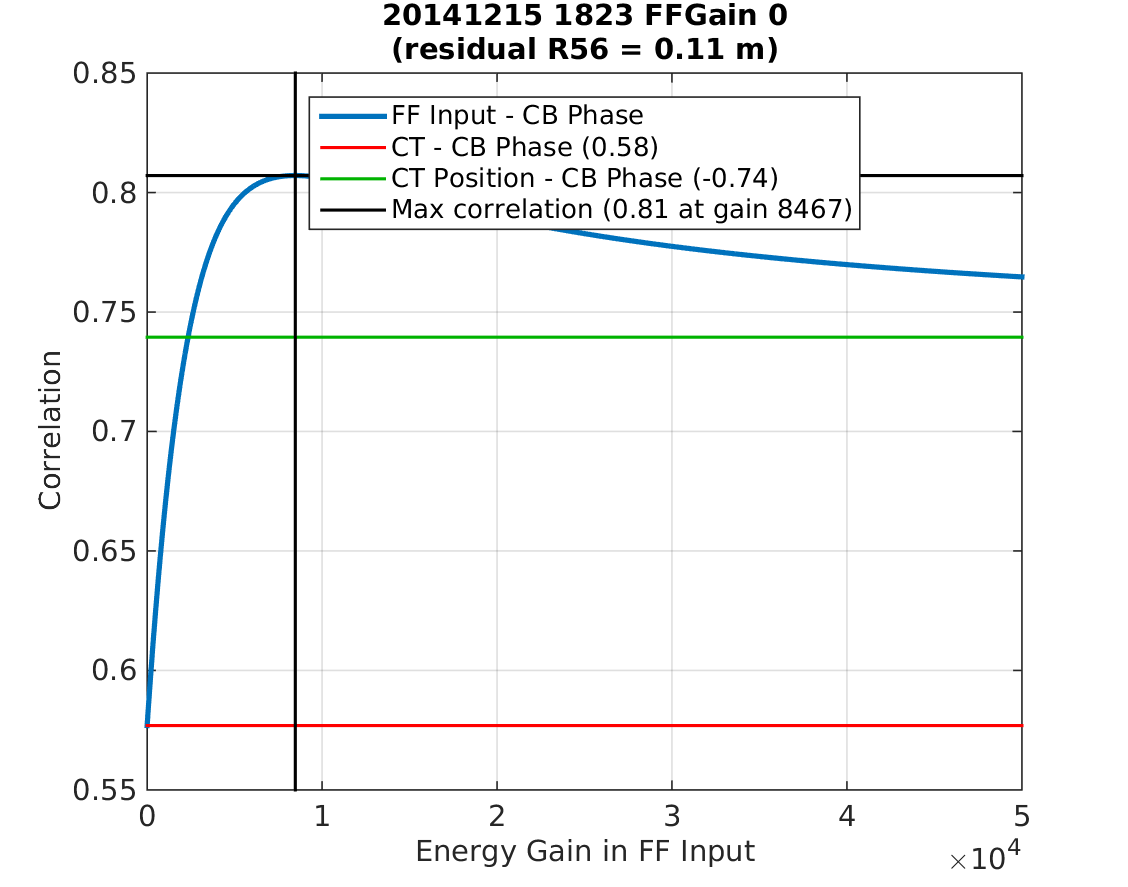 20141215 1823 FFGain 0
(residual R56 = 0.11 m)
0.85
FF Input - CB Phase
CT - CB Phase (0.58)
CT Position - CB Phase (-0.74)
Max correlation (0.81 at gain 8467)
0.8
0.75
0.7
0.65
0.6
0.55
Correlation
0 1 2 3 4 5
Energy Gain in FF Input
×10⁴